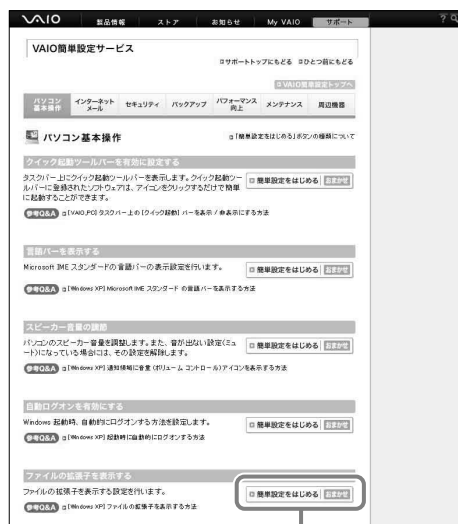 VAIO 製品情報 ストア お知らせ My VAIO サポート
VAIO簡単設定サービス
サポートトップにもどる ひとつ前にもどる
VAIO簡単設定トップへ
パソコン基本操作 インターネットメール セキュリティ バックアップ パフォーマンス向上 メンテナンス 周辺機器
パソコン基本操作
「簡単設定をはじめる」ボタンの種類について
クイック起動ツールバーを有効に設定する
タスクバー上にクイック起動ツールバーを表示します。クイック起動ツー
ルバーに登録されたソフトウェアは、アイコンをクリックするだけで簡単
に起動することができます。
簡単設定をはじめる おまかせ
参考Q&A [VAIO_PC] タスクバー上の [クイック起動] バーを表示 / 非表示にする方法
言語バーを表示する
Microsoft IME スタンダードの言語バーの表示設定を行います。
簡単設定をはじめる おまかせ
参考Q&A [Windows XP] Microsoft IME スタンダード の言語バーを表示する方法
スピーカー音量の調節
パソコンのスピーカー音量を調整します。また、音が出ない設定(ミュ
ート)になっている場合には、その設定を解除します。
簡単設定をはじめる おまかせ
参考Q&A [Windows XP] 通知領域に音量 (ボリューム コントロール)アイコンを表示する方法
自動ログオンを有効にする
Windows 起動時、自動的にログオンする方法を設定します。
簡単設定をはじめる おまかせ
参考Q&A [Windows XP] 起動時に自動的にログオンする方法
ファイルの拡張子を表示する
ファイルの拡張子を表示する設定を行います。
簡単設定をはじめる おまかせ
参考Q&A [Windows XP] ファイルの拡張子を表示する方法